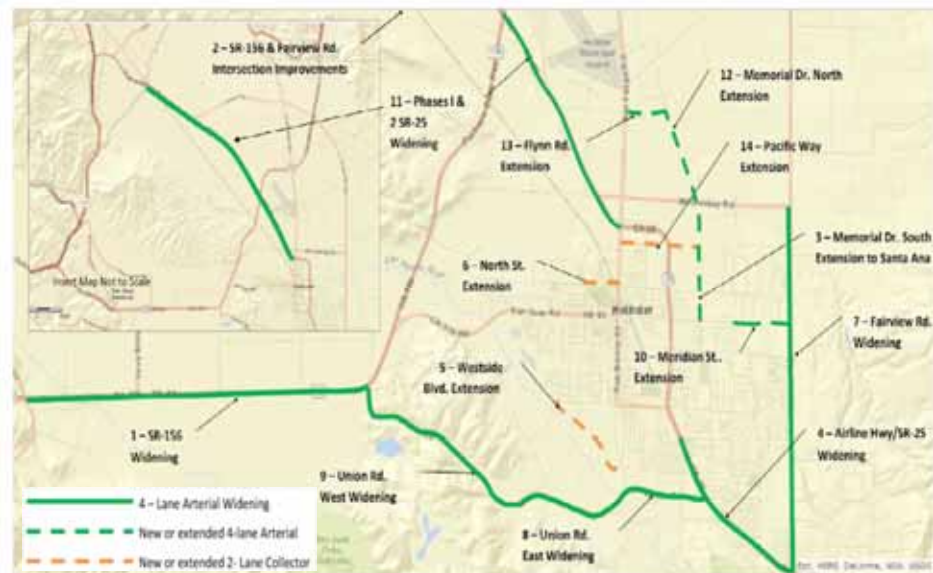 2 – SR-156 & Fairview Rd.
Intersection Improvements
11 – Phases I &
2 SR-25
Widening
12 - Memorial Dr. North
Extension
13 – Flynn Rd.
Extension
14 – Pacific Way
Extension
3 – Memorial Dr. South
Extension to Santa Ana
6 – North St.
Extension
7 – Fairview Rd.
Widening
10 – Meridian St..
Extension
5 – Westside
Blvd. Extension
4 – Airline Hwy/SR-25
Widening
1 – SR-156
Widening
9 – Union Rd.
West Widening
8 – Union Rd.
East Widening
Inset Map Not to Scale
Hollister
4 – Lane Arterial Widening
New or extended 4-lane Arterial
New or extended 2- Lane Collector